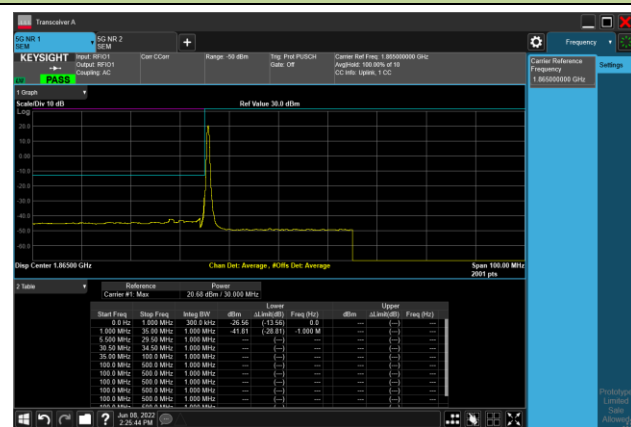 Transceiver A
5G NR 1
SEM
5G NR 2
SEM
Frequency
KEYSIGHT
Input: RFIO1
Output: RFIO1
Coupling: AC
Corr CCorr
Range: -50 dBm
Trig: Prot PUSCH
Gate: Off
Carrier Ref Freq: 1.865000000 GHz
Avg|Hold: 100.00% of 10
CC Info: Uplink, 1 CC
PASS
Carrier Reference
Frequency
1.865000000 GHz
Settings
1 Graph
Scale/Div 10 dB
Ref Value 30.0 dBm
Log
20.0
10.0
0.00
-10.0
-20.0
-30.0
-40.0
-50.0
-60.0
Disp Center 1.86500 GHz
Chan Det: Average , #Offs Det: Average
Span 100.00 MHz
2001 pts
2 Table
Reference Power
Carrier #1: Max 20.68 dBm / 30.000 MHz
Lower Upper
Start Freq Stop Freq Integ BW dBm ΔLimit(dB) Freq (Hz) dBm ΔLimit(dB) Freq (Hz)
0.0 Hz 1.000 MHz 300.0 kHz -26.56 (-13.56) 0.0 --- (---) ---
1.000 MHz 35.00 MHz 1.000 MHz -41.81 (-28.81) -1.000 M --- (---) ---
5.500 MHz 29.50 MHz 1.000 MHz --- (---) --- --- (---) ---
30.50 MHz 34.50 MHz 1.000 MHz --- (---) --- --- (---) ---
35.00 MHz 100.0 MHz 1.000 MHz --- (---) --- --- (---) ---
100.0 MHz 500.0 MHz 1.000 MHz --- (---) --- --- (---) ---
100.0 MHz 500.0 MHz 1.000 MHz --- (---) --- --- (---) ---
100.0 MHz 500.0 MHz 1.000 MHz --- (---) --- --- (---) ---
100.0 MHz 500.0 MHz 1.000 MHz --- (---) --- --- (---) ---
Jun 08, 2022
2:25:44 PM
Prototype
Limited
Sale
Allowed